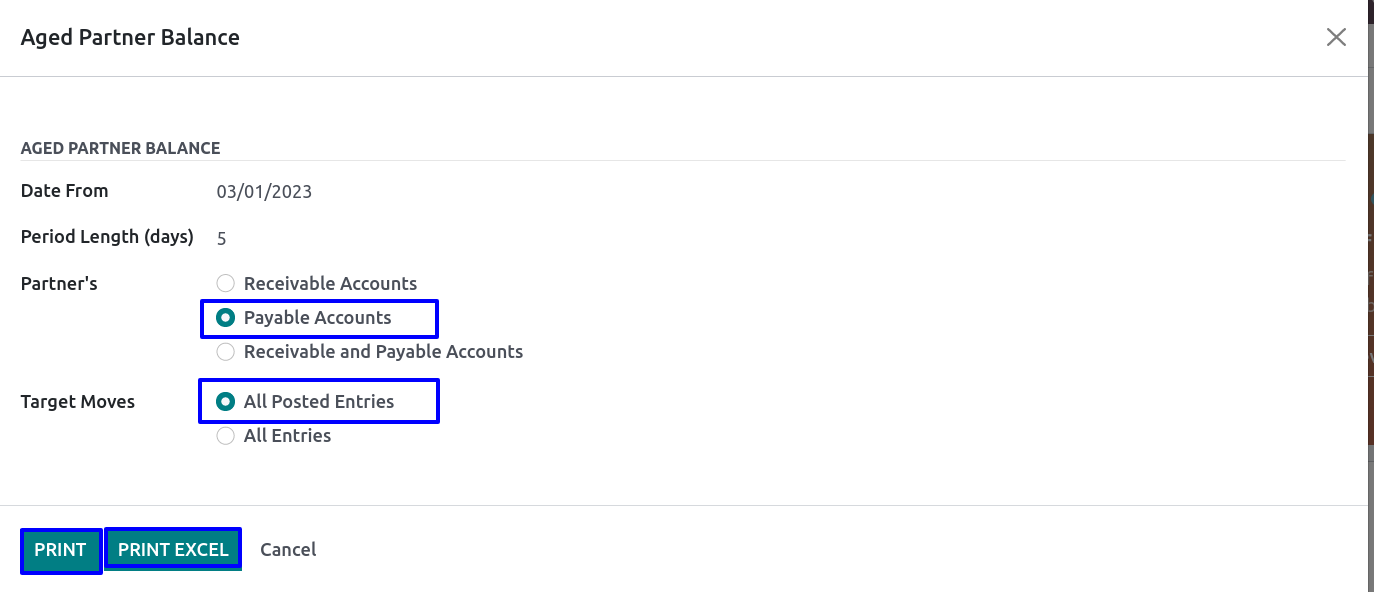 Aged Partner Balance
AGED PARTNER BALANCE
Date From 03/01/2023
Period Length (days) 5
Partner's Receivable Accounts
Payable Accounts
Receivable and Payable Accounts
Target Moves All Posted Entries
All Entries
PRINT PRINT EXCEL Cancel